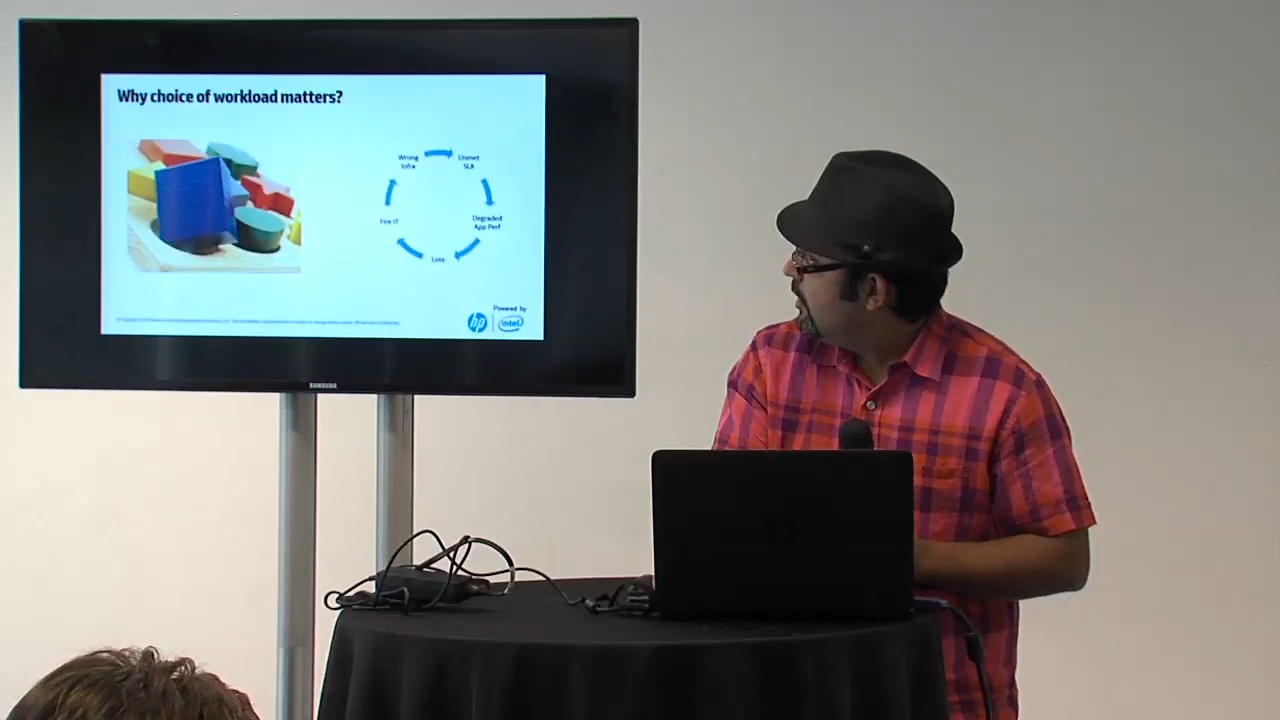 Why choice of workload matters?
Wrong
Infra
Unmet
SLA
Fire IT
Degraded
App Perf
Loss
Powered by
hp
intel
SAMSUNG